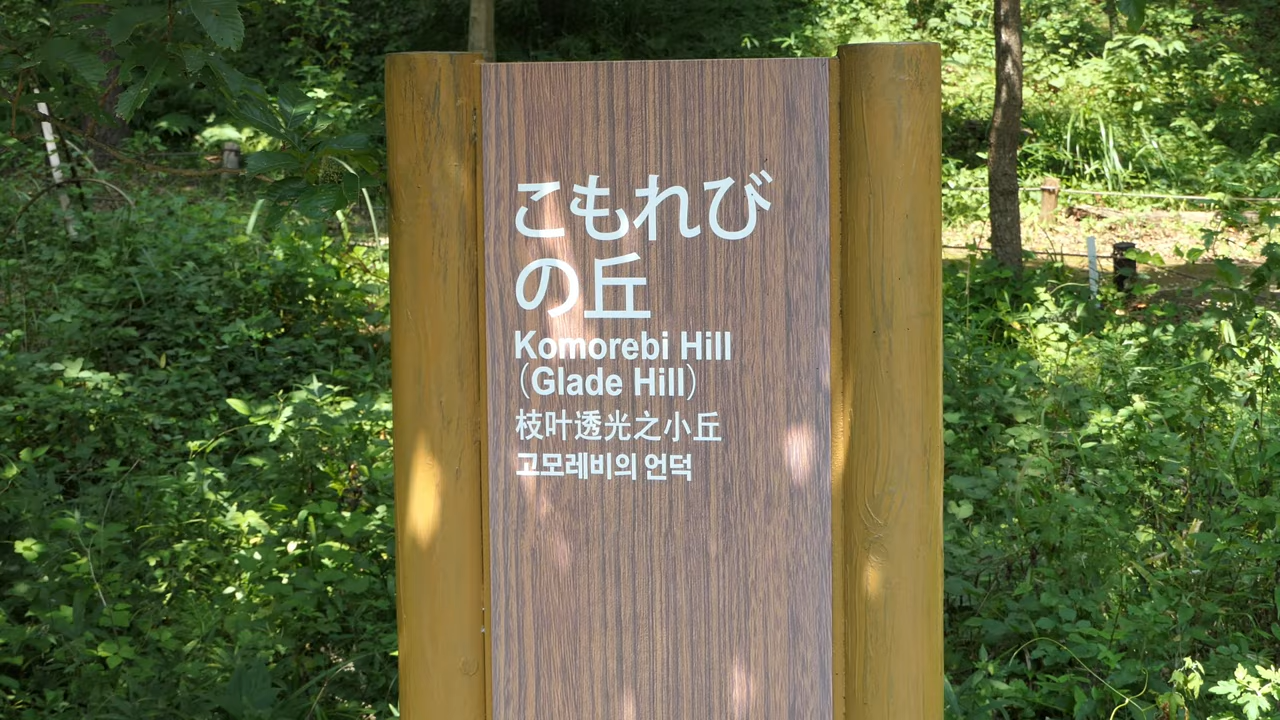 こもれび
の丘
Komorebi Hill
（Glade Hill）
枝叶透光之小丘
고모레비의 언덕